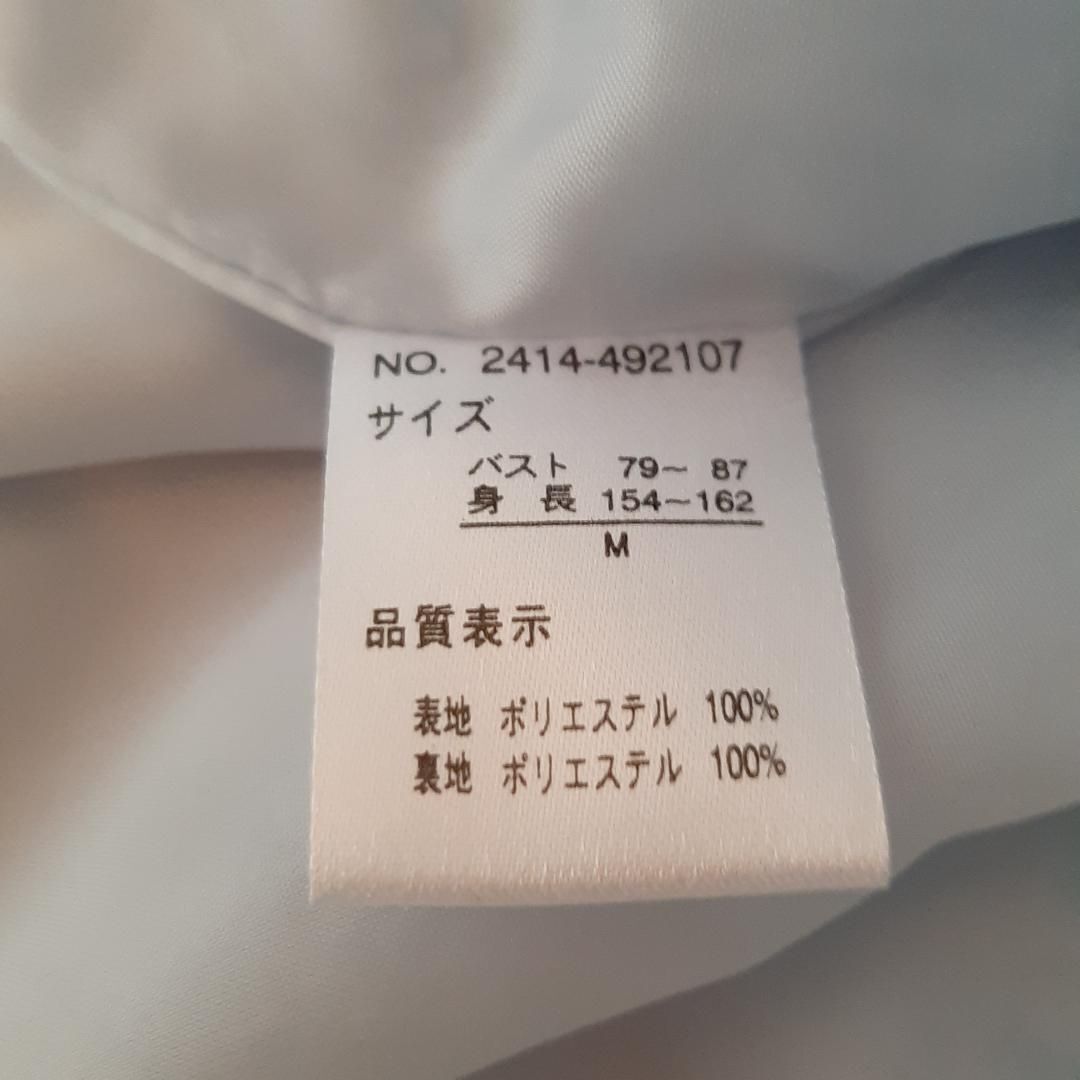 NO. 2414-492107
サイズ
バスト 79〜 87
身 長 154〜162
M
品質表示
表地 ポリエステル 100%
裏地 ポリエステル 100%